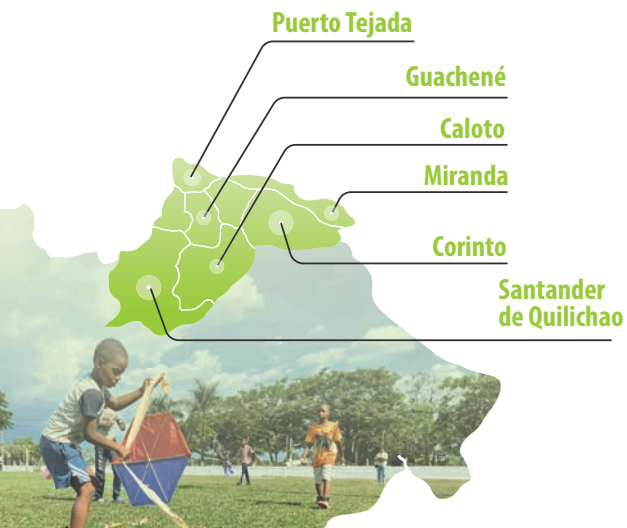 Puerto Tejada
Guachené
Caloto
Miranda
Corinto
Santander
de Quilichao